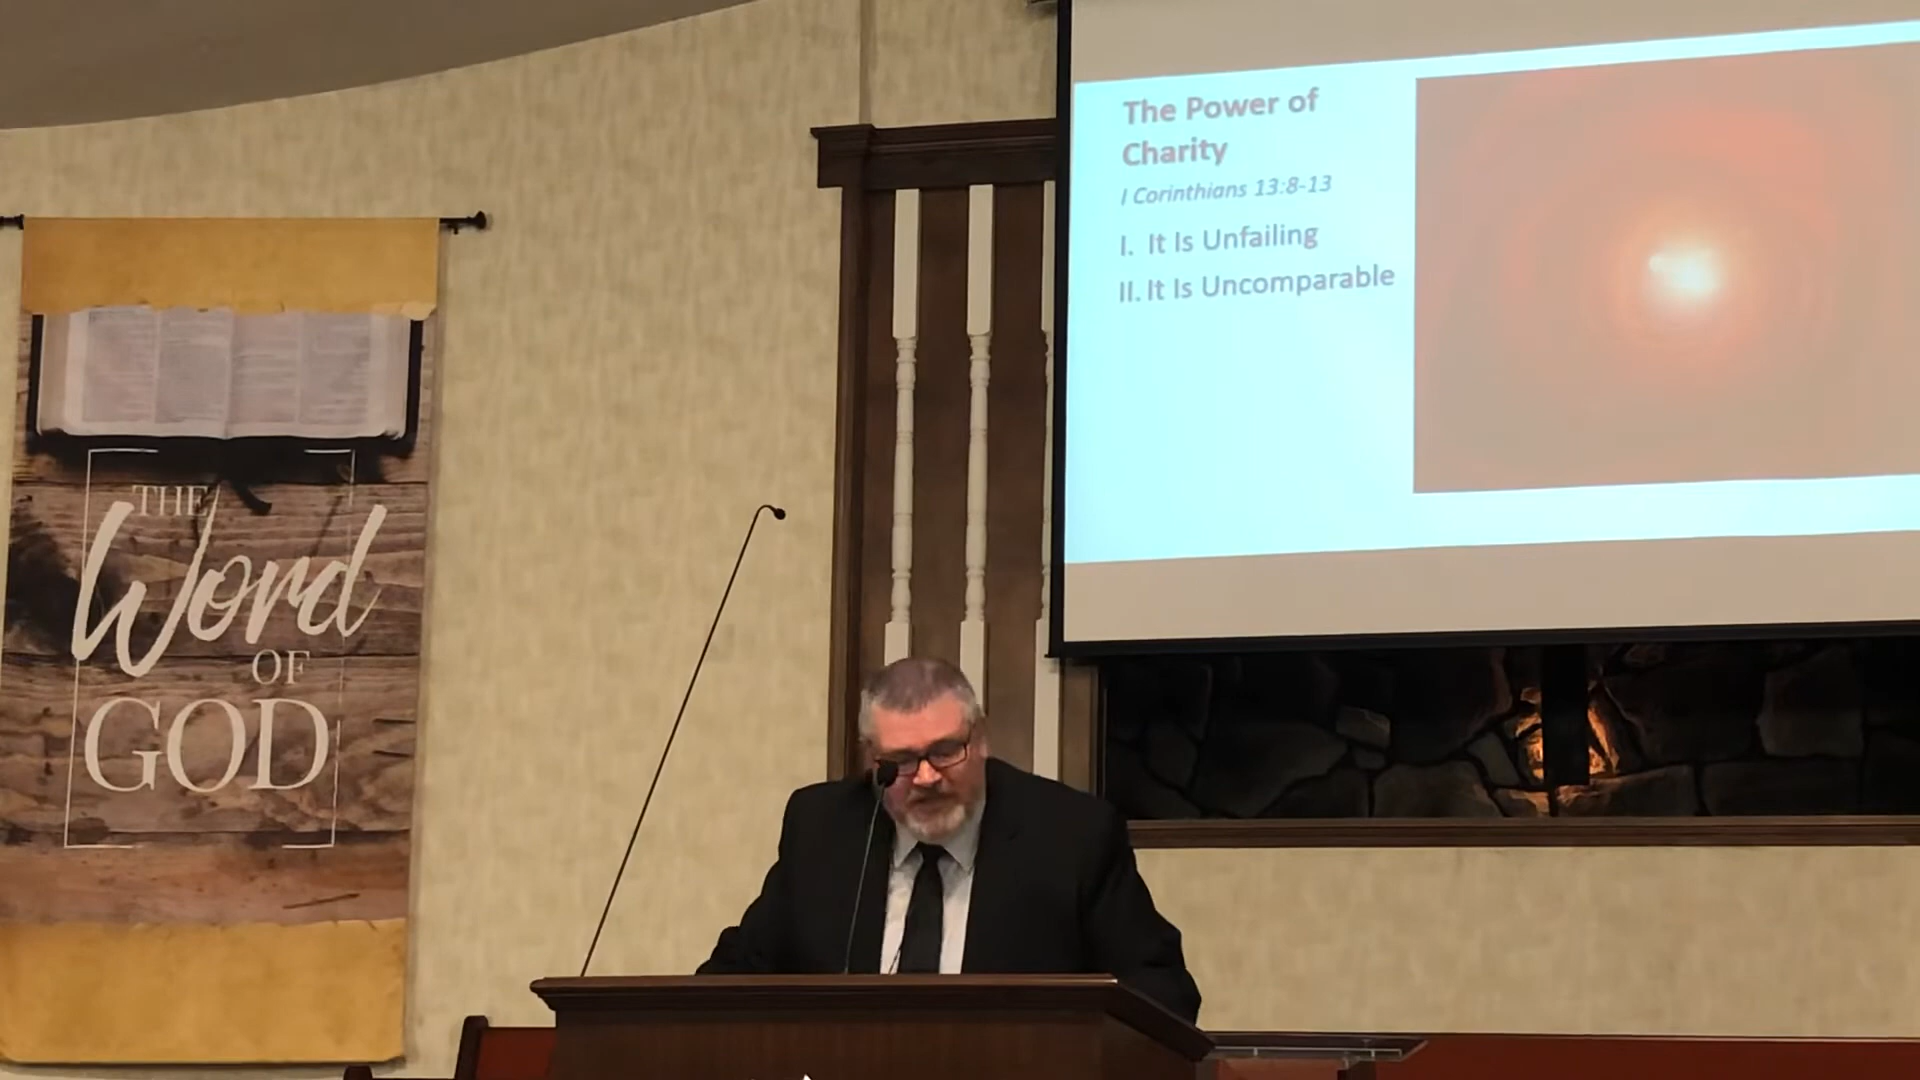 THE
Word
OF
GOD
The Power of
Charity
I Corinthians 13:8-13
I. It Is Unfailing
II. It Is Uncomparable